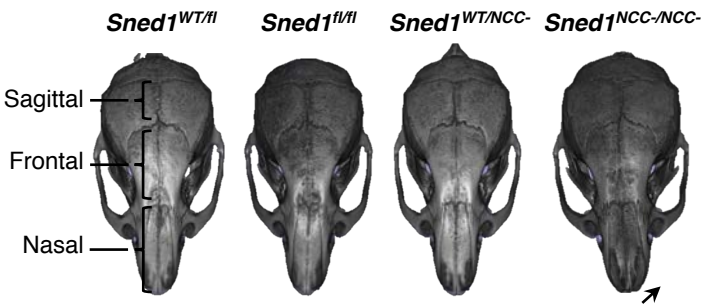 Sned1WT/fl Sned1fl/fl Sned1WT/NCC- Sned1NCC-/NCC-
Sagittal
Frontal
Nasal